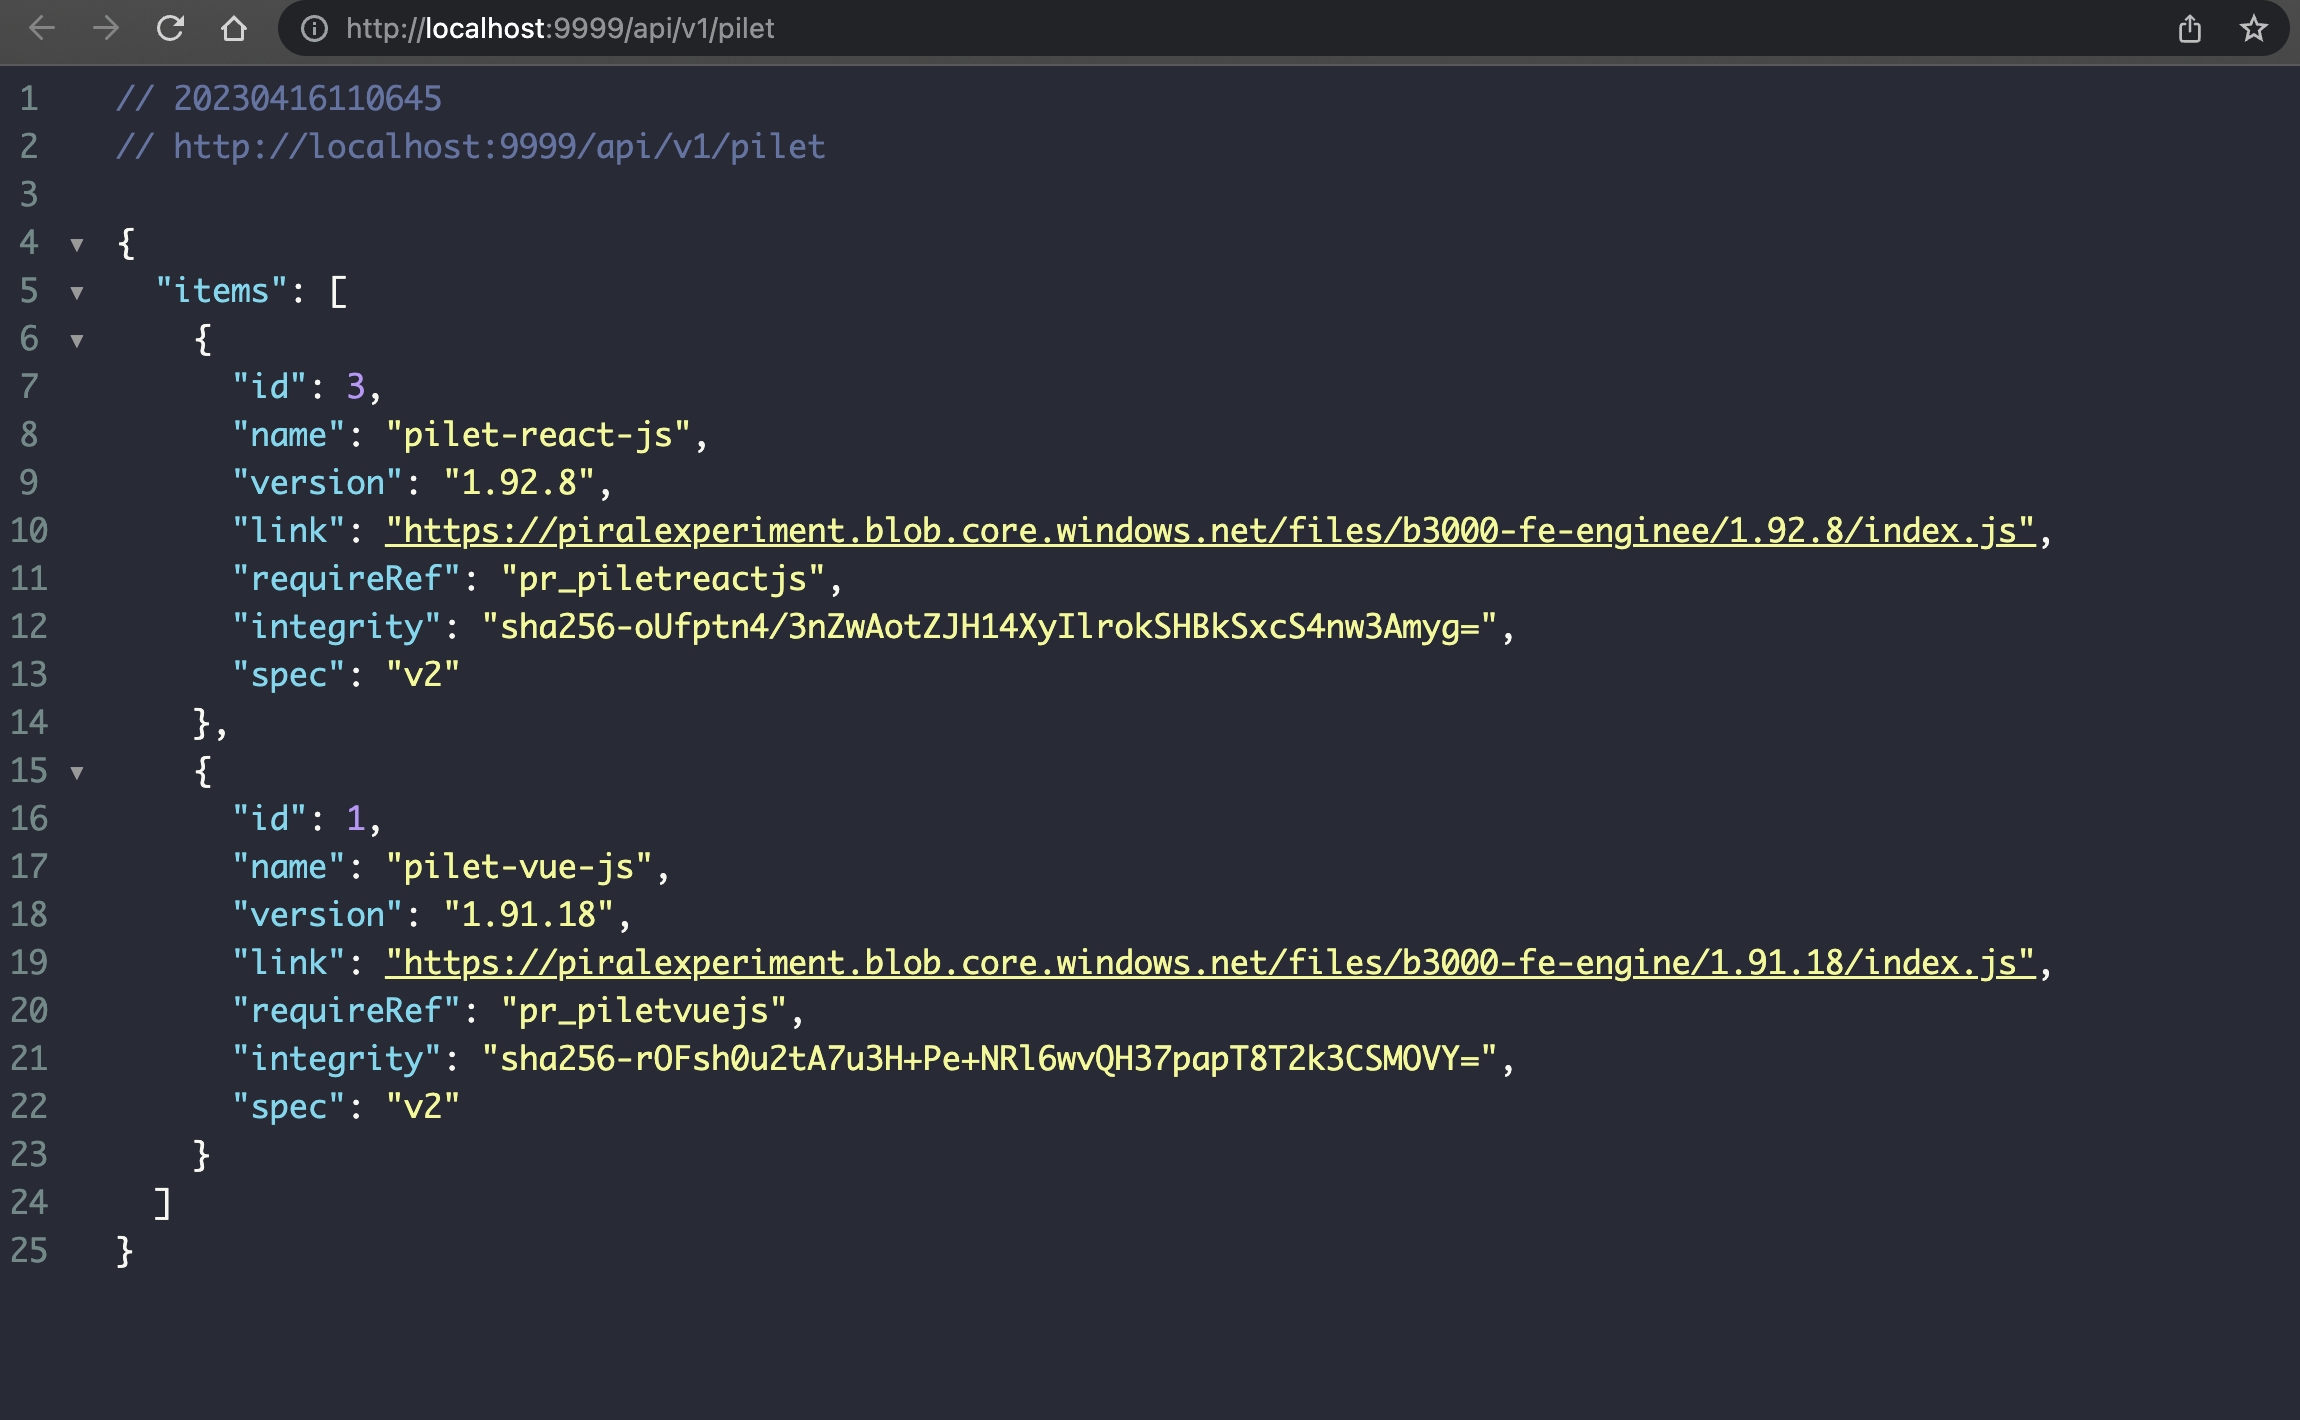 http://localhost:9999/api/v1/pilet
1 // 20230416110645
2 // http://localhost:9999/api/v1/pilet
3
4 {
5 "items": [
6 {
7 "id": 3,
8 "name": "pilet-react-js",
9 "version": "1.92.8",
10 "link": "https://piralexperiment.blob.core.windows.net/files/b3000-fe-enginee/1.92.8/index.js",
11 "requireRef": "pr_piletreactjs",
12 "integrity": "sha256-oUfptn4/3nZwAotZJH14XyIlrokSHBkSxcS4nw3Amyg=",
13 "spec": "v2"
14 },
15 {
16 "id": 1,
17 "name": "pilet-vue-js",
18 "version": "1.91.18",
19 "link": "https://piralexperiment.blob.core.windows.net/files/b3000-fe-engine/1.91.18/index.js",
20 "requireRef": "pr_piletvuejs",
21 "integrity": "sha256-rOFsh0u2tA7u3H+Pe+NRl6wvQH37papT8T2k3CSMOVY=",
22 "spec": "v2"
23 }
24 ]
25 }